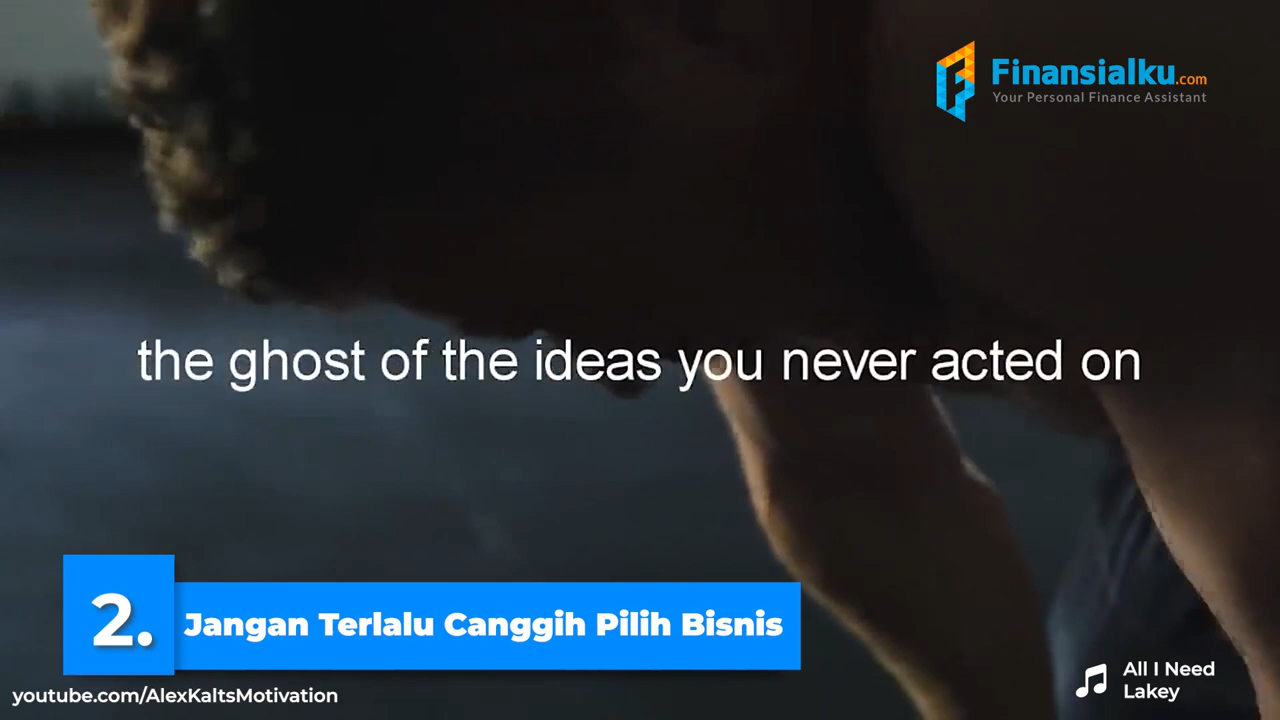 Finansialku.com
Your Personal Finance Assistant
the ghost of the ideas you never acted on
2.
Jangan Terlalu Canggih Pilih Bisnis
youtube.com/AlexKaltsMotivation
All I Need
Lakey